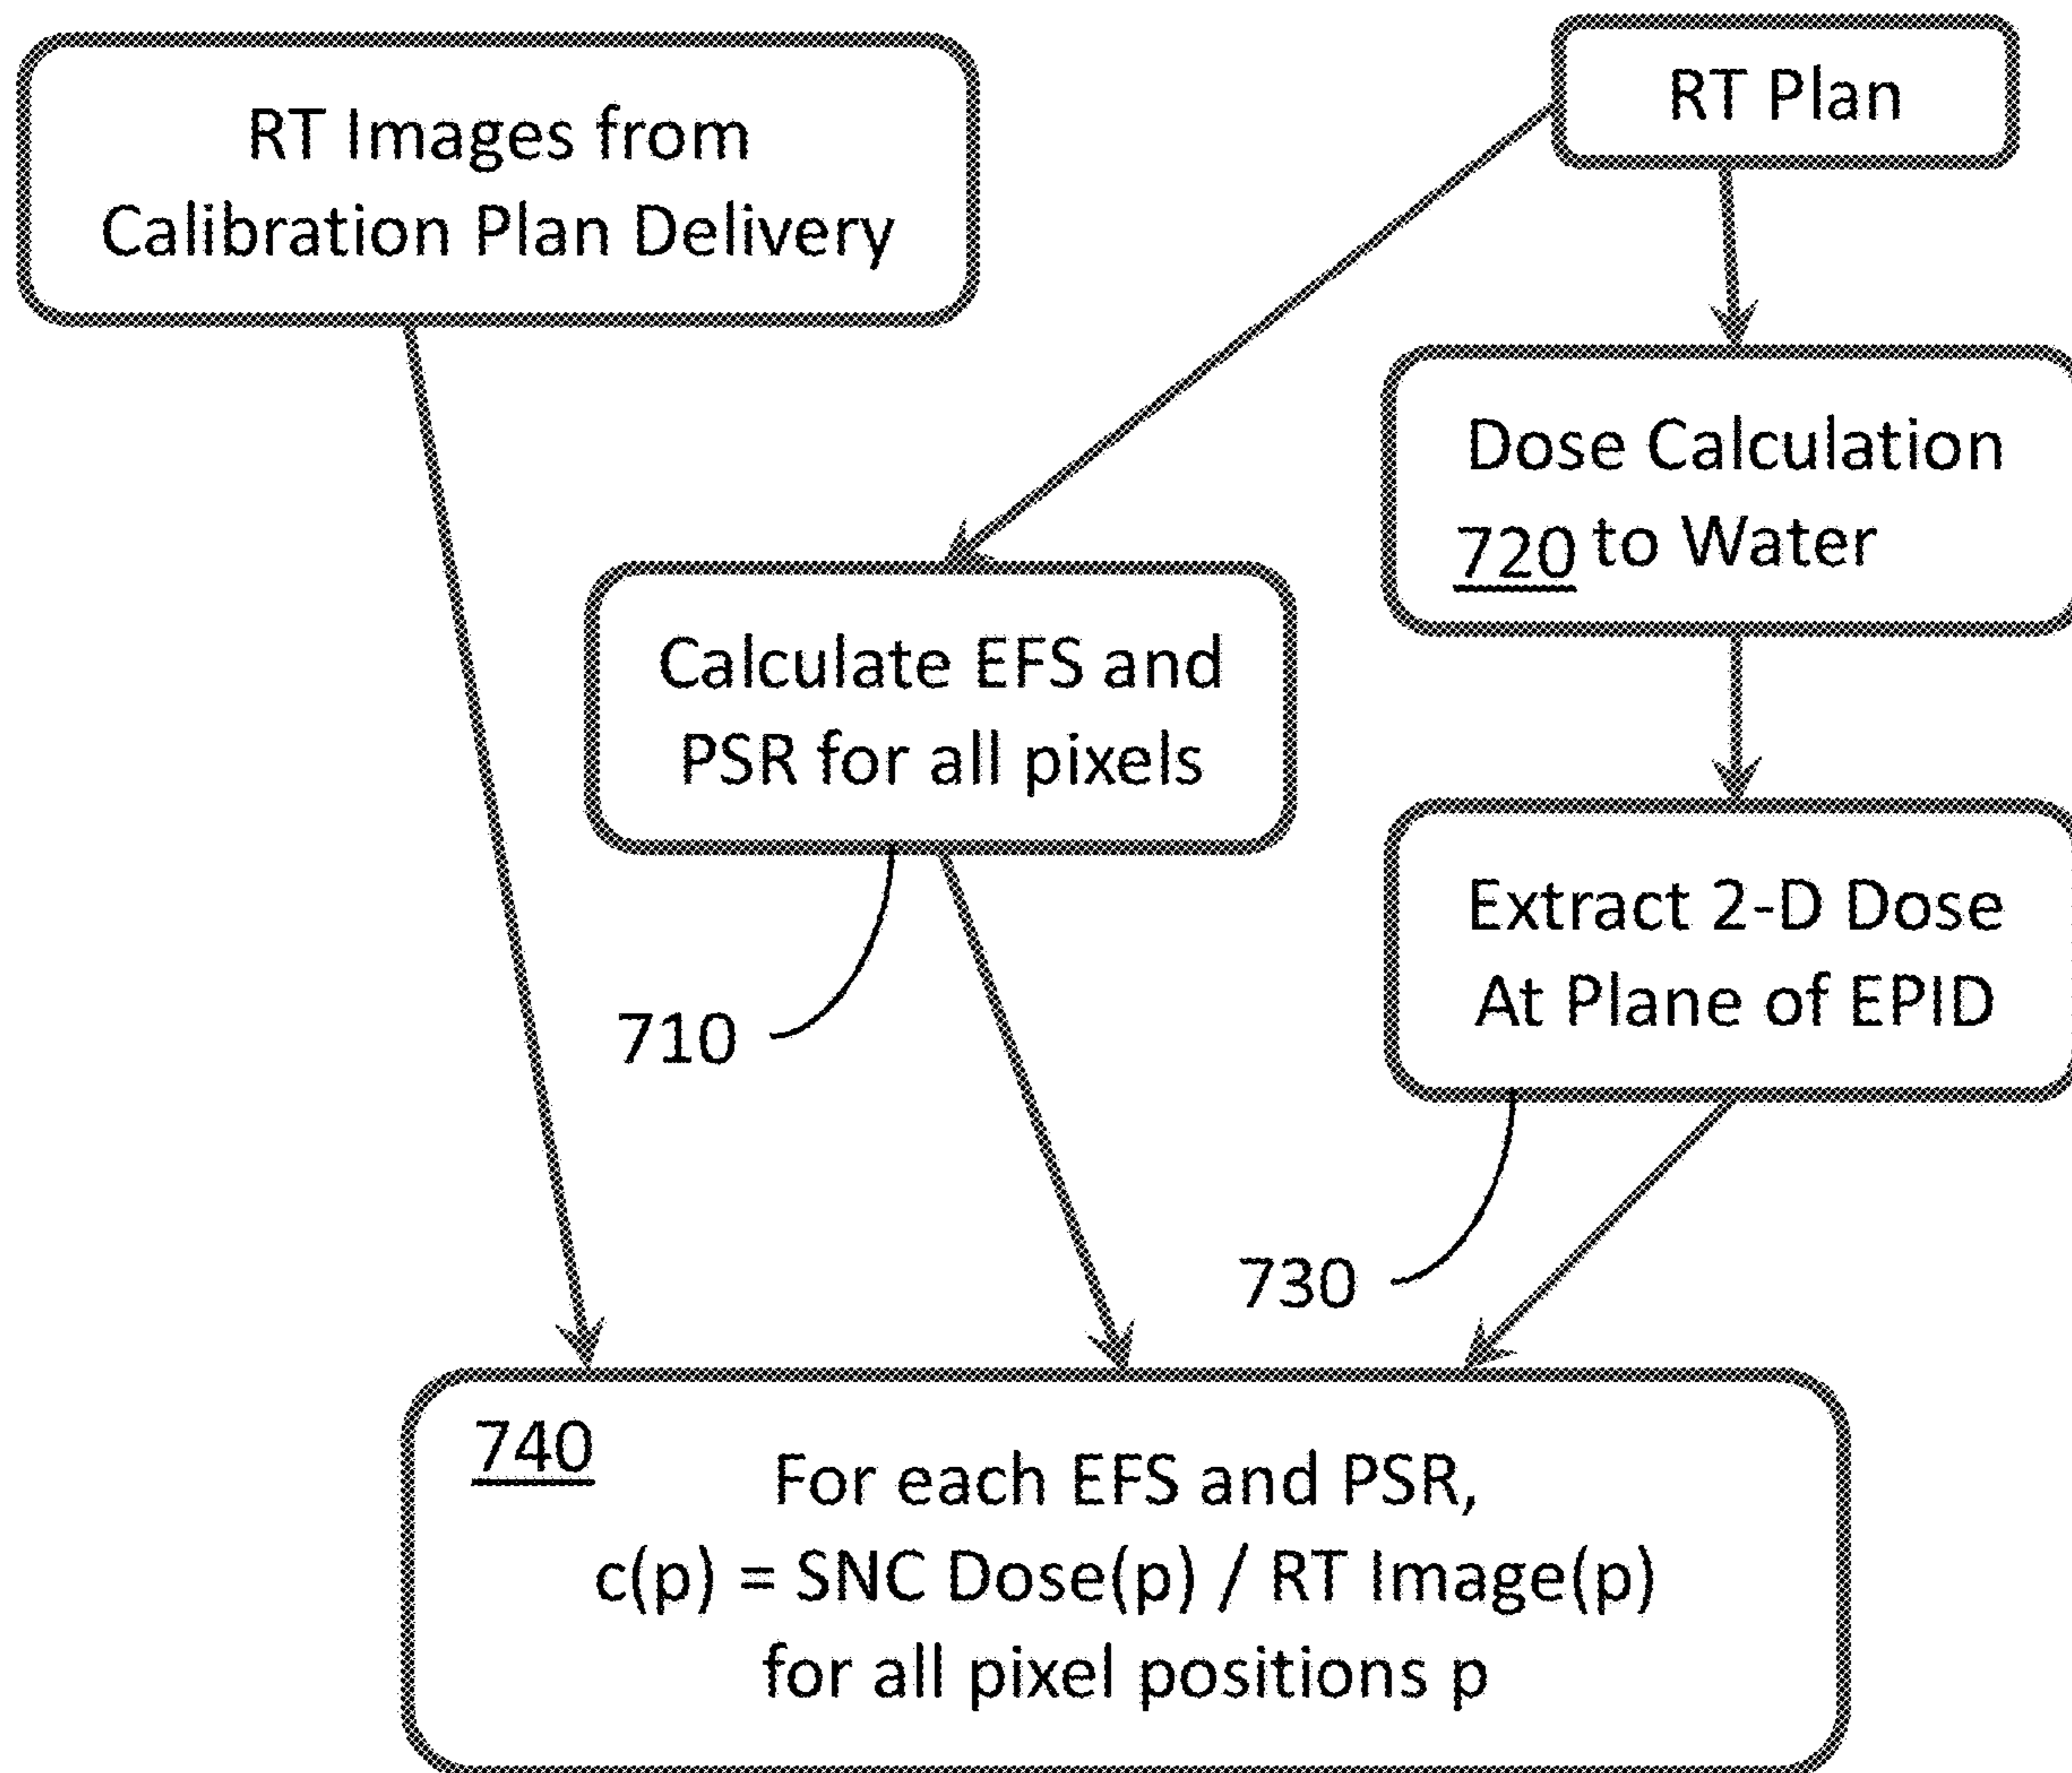 RT Images from
Calibration Plan Delivery
RT Plan
Dose Calculation
720 to Water
Calculate EFS and
PSR for all pixels
710
Extract 2-D Dose
At Plane of EPID
730
740
For each EFS and PSR,
c(p) = SNC Dose(p) / RT Image(p)
for all pixel positions p